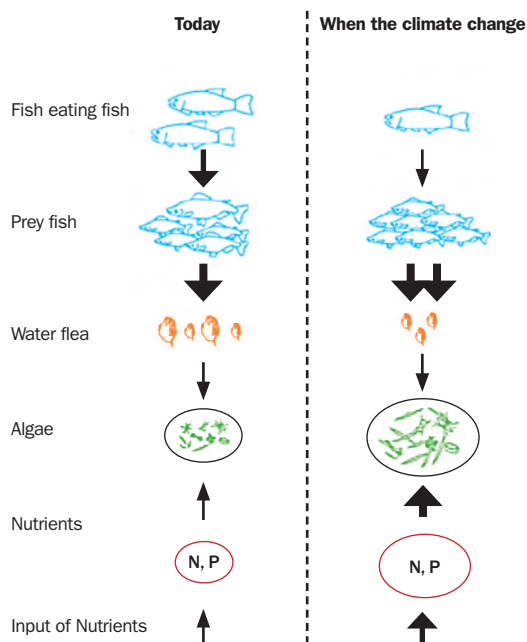 Today
When the climate change
Fish eating fish
Prey fish
Water flea
Algae
Nutrients
N, P
N, P
Input of Nutrients